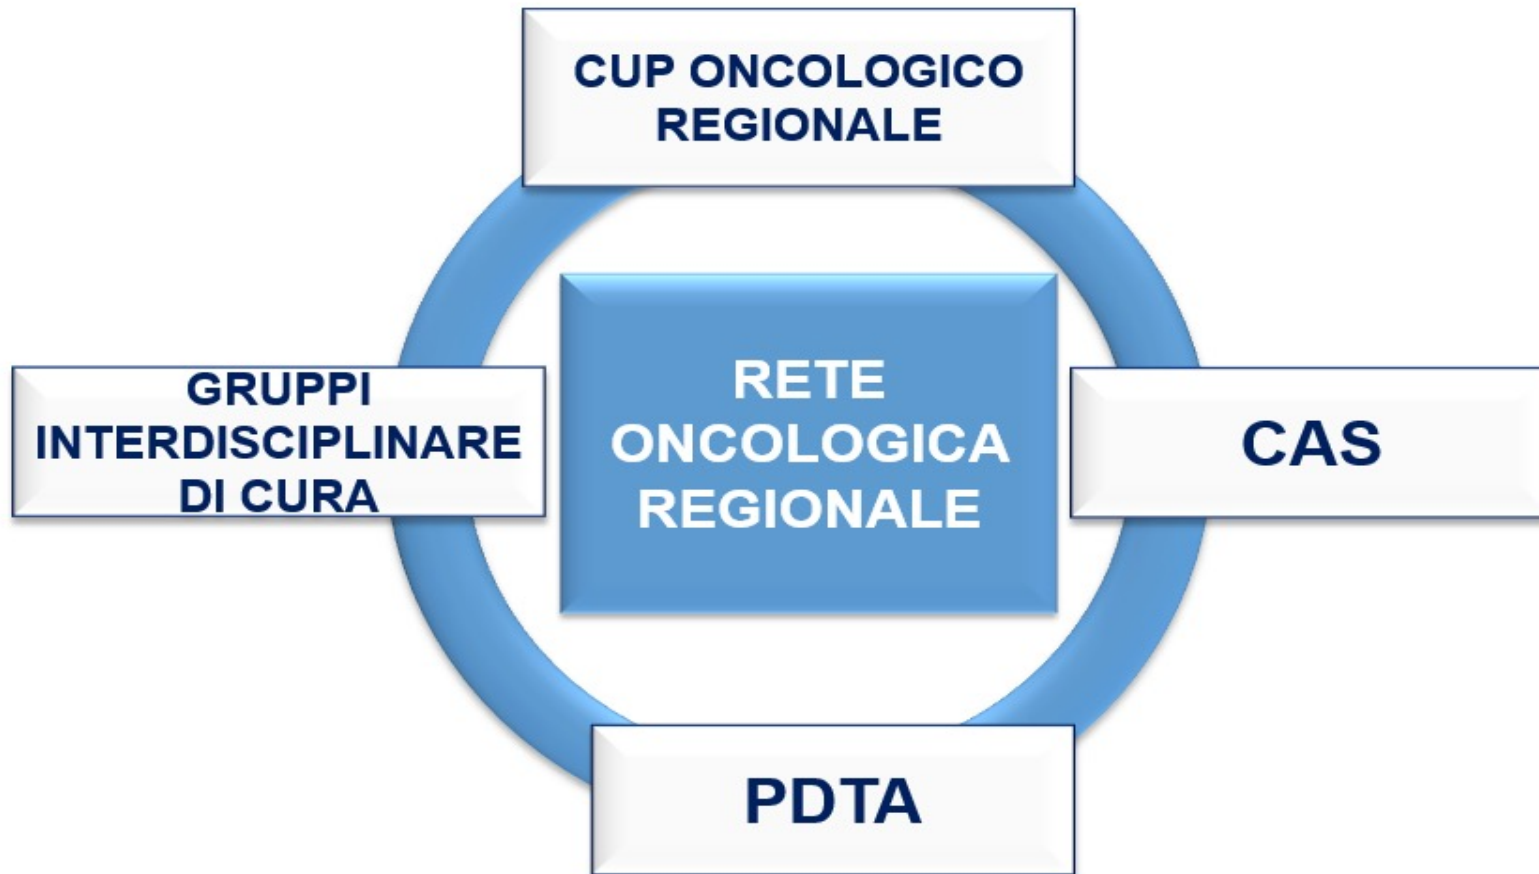 CUP ONCOLOGICO
REGIONALE
GRUPPI
INTERDISCIPLINARE
DI CURA
RETE
ONCOLOGICA
REGIONALE
CAS
PDTA